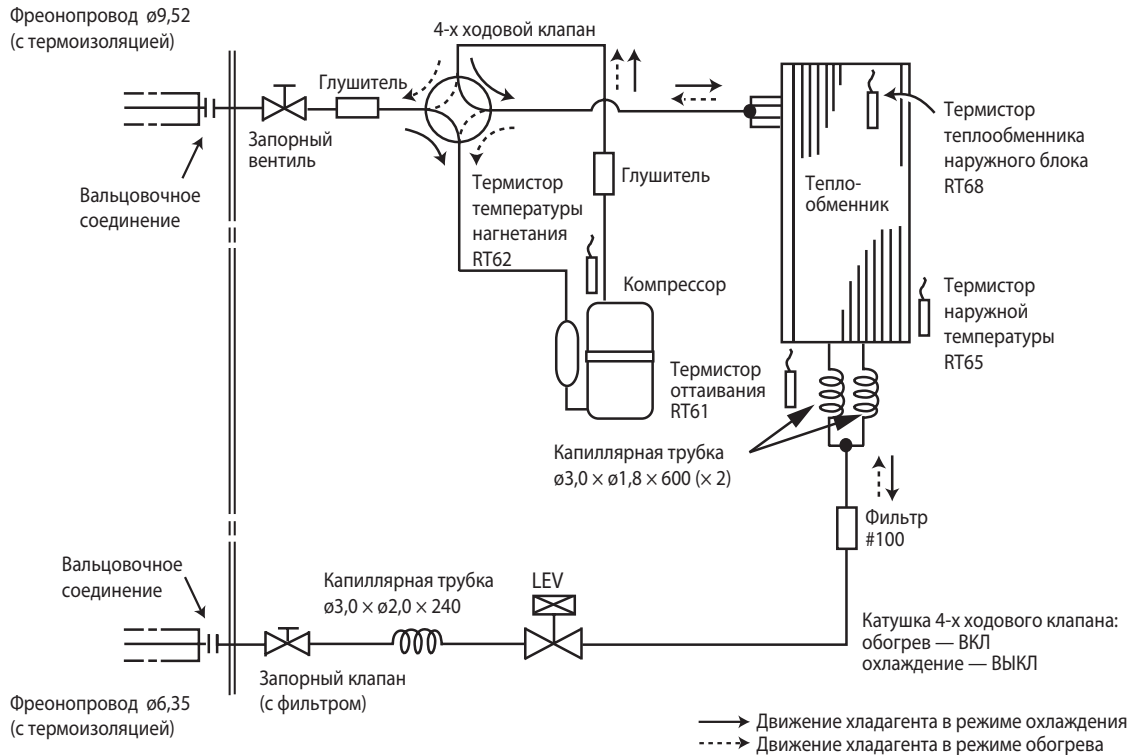 Фреонопровод ø9,52
(с термоизоляцией)
4-х ходовой клапан
Глушитель
Запорный
вентиль
Вальцовочное
соединение
Термистор
температуры
нагнетания
RT62
Глушитель
Компрессор
Тепло-
обменник
Термистор
теплообменника
наружного блока
RT68
Термистор
наружной
температуры
RT65
Термистор
оттаивания
RT61
Капиллярная трубка
ø3,0 × ø1,8 × 600 (× 2)
Фильтр
#100
Вальцовочное
соединение
Капиллярная трубка
ø3,0 × ø2,0 × 240
LEV
Запорный клапан
(с фильтром)
Фреонопровод ø6,35
(с термоизоляцией)
Катушка 4-х ходового клапана:
обогрев — ВКЛ
охлаждение — ВЫКЛ
Движение хладагента в режиме охлаждения
Движение хладагента в режиме обогрева